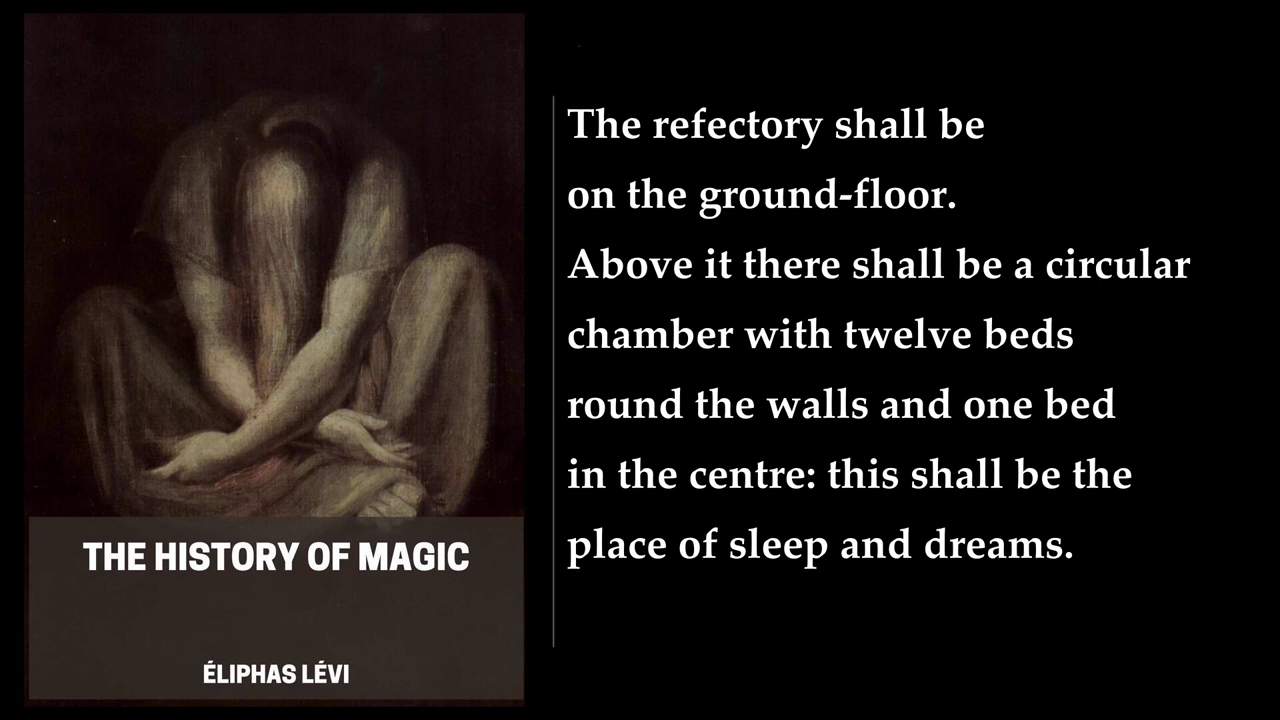 THE HISTORY OF MAGIC
ÉLIPHAS LÉVI
The refectory shall be
on the ground-floor.
Above it there shall be a circular
chamber with twelve beds
round the walls and one bed
in the centre: this shall be the
place of sleep and dreams.